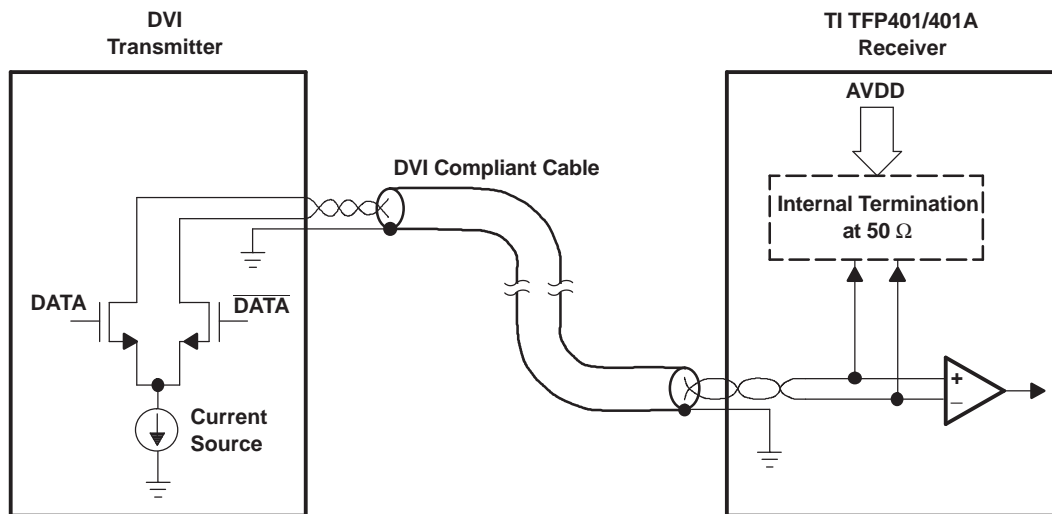 DVI
Transmitter
TI TFP401/401A
Receiver
AVDD
DVI Compliant Cable
Internal Termination
at 50 Ω
DATA
DATA
+
−
Current
Source